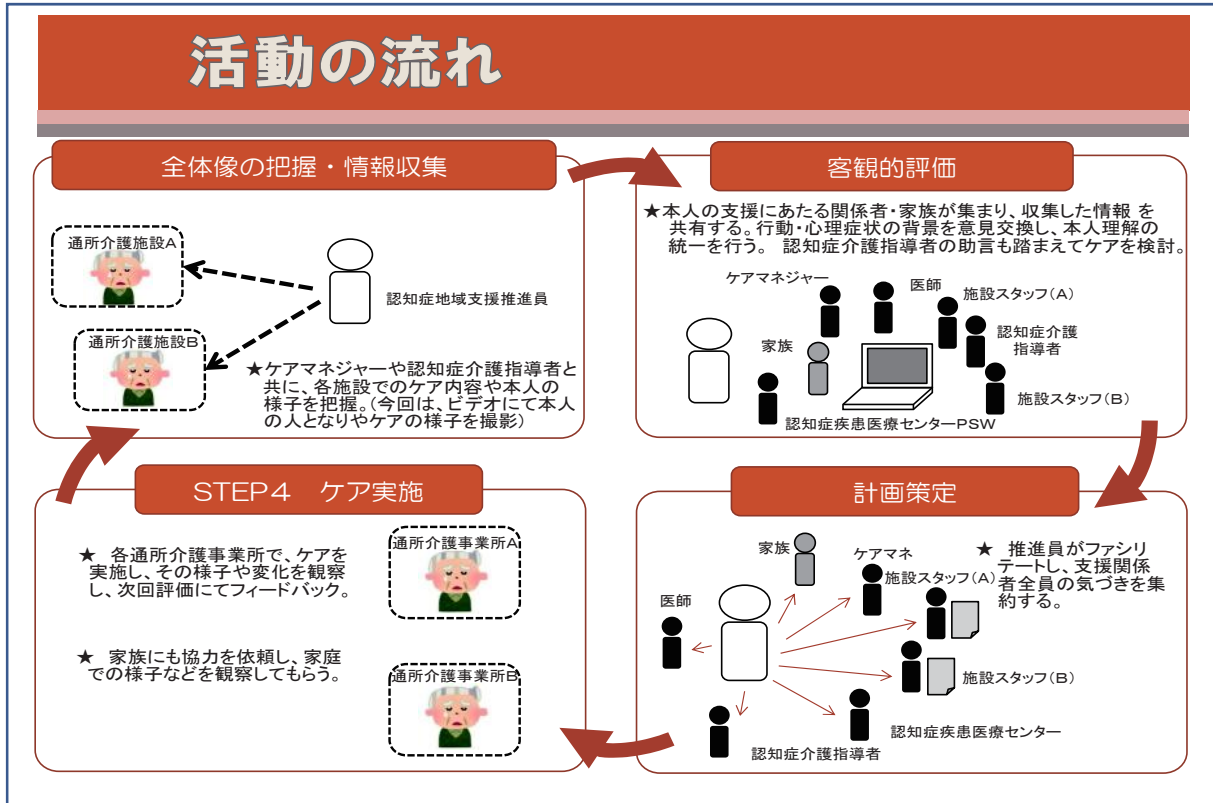 活動の流れ
全体像の把握・情報収集
通所介護施設A
認知症地域支援推進員
通所介護施設B
★ケアマネジャーや認知症介護指導者と
共に、各施設でのケア内容や本人の
様子を把握。(今回は、ビデオにて本人
の人となりやケアの様子を撮影)
客観的評価
★本人の支援にあたる関係者・家族が集まり、収集した情報 を
共有する。行動・心理症状の背景を意見交換し、本人理解の
統一を行う。 認知症介護指導者の助言も踏まえてケアを検討。
ケアマネジャー
医師
施設スタッフ(A)
認知症介護
指導者
家族
施設スタッフ(B)
認知症疾患医療センターPSW
計画策定
家族
ケアマネ
施設スタッフ(A)
医師
★ 推進員がファシリ
テートし、支援関係
者全員の気づきを集
約する。
施設スタッフ(B)
認知症疾患医療センター
認知症介護指導者
STEP4 ケア実施
★ 各通所介護事業所で、ケアを
実施し、その様子や変化を観察
し、次回評価にてフィードバック。
★ 家族にも協力を依頼し、家庭
での様子などを観察してもらう。
通所介護事業所A
通所介護事業所B